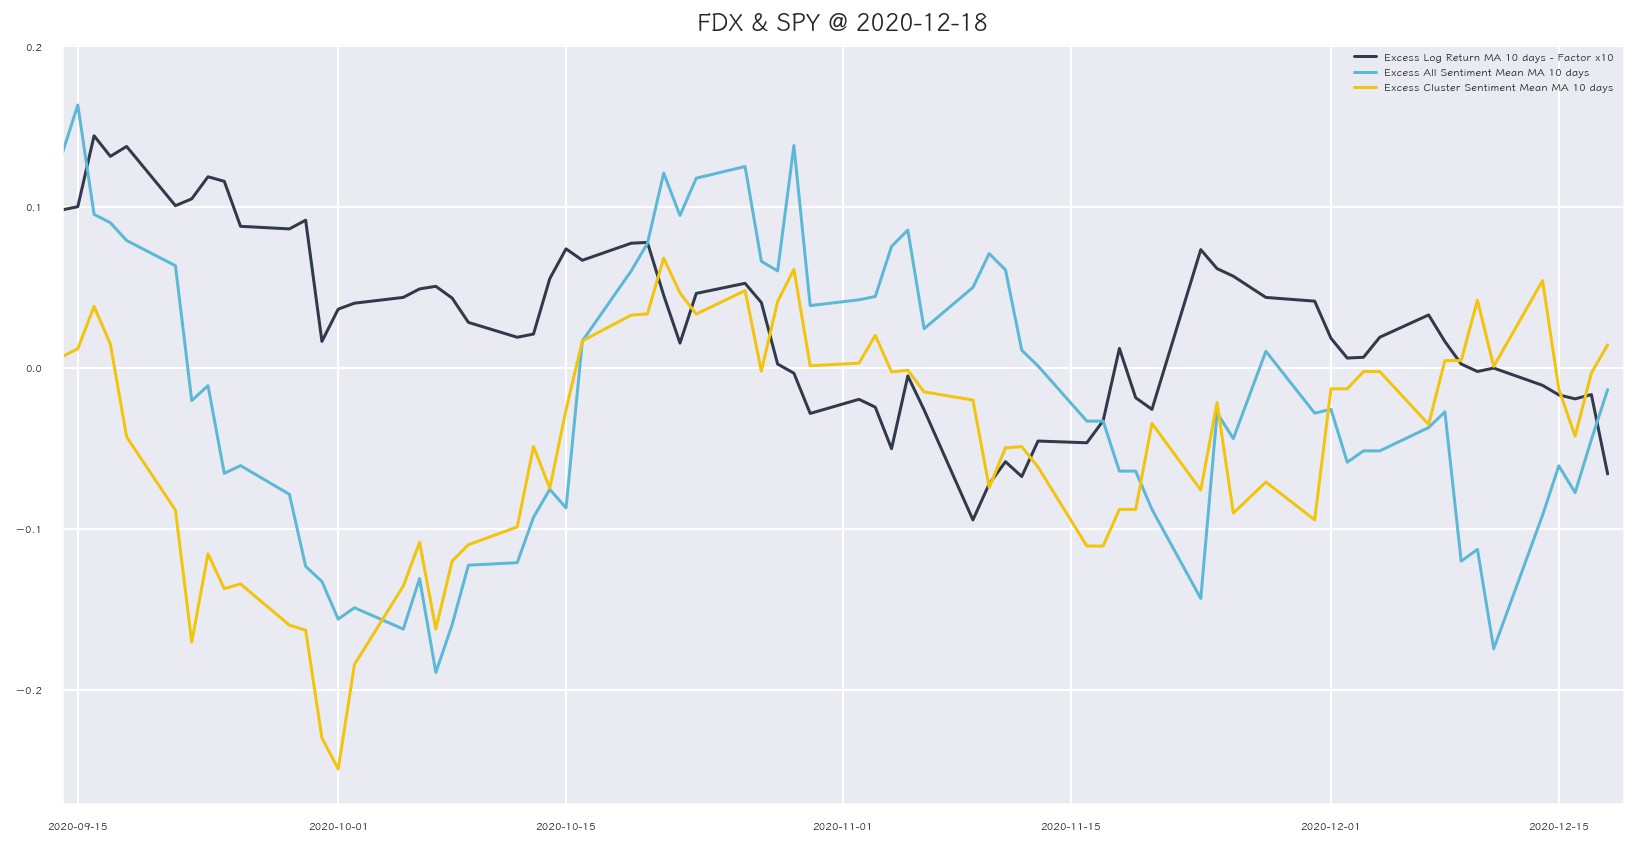 FDX & SPY @ 2020-12-18
0.2
0.1
0.0
−0.1
−0.2
Excess Log Return MA 10 days - Factor x10
Excess All Sentiment Mean MA 10 days
Excess Cluster Sentiment Mean MA 10 days
2020-09-15 2020-10-01 2020-10-15 2020-11-01 2020-11-15 2020-12-01 2020-12-15